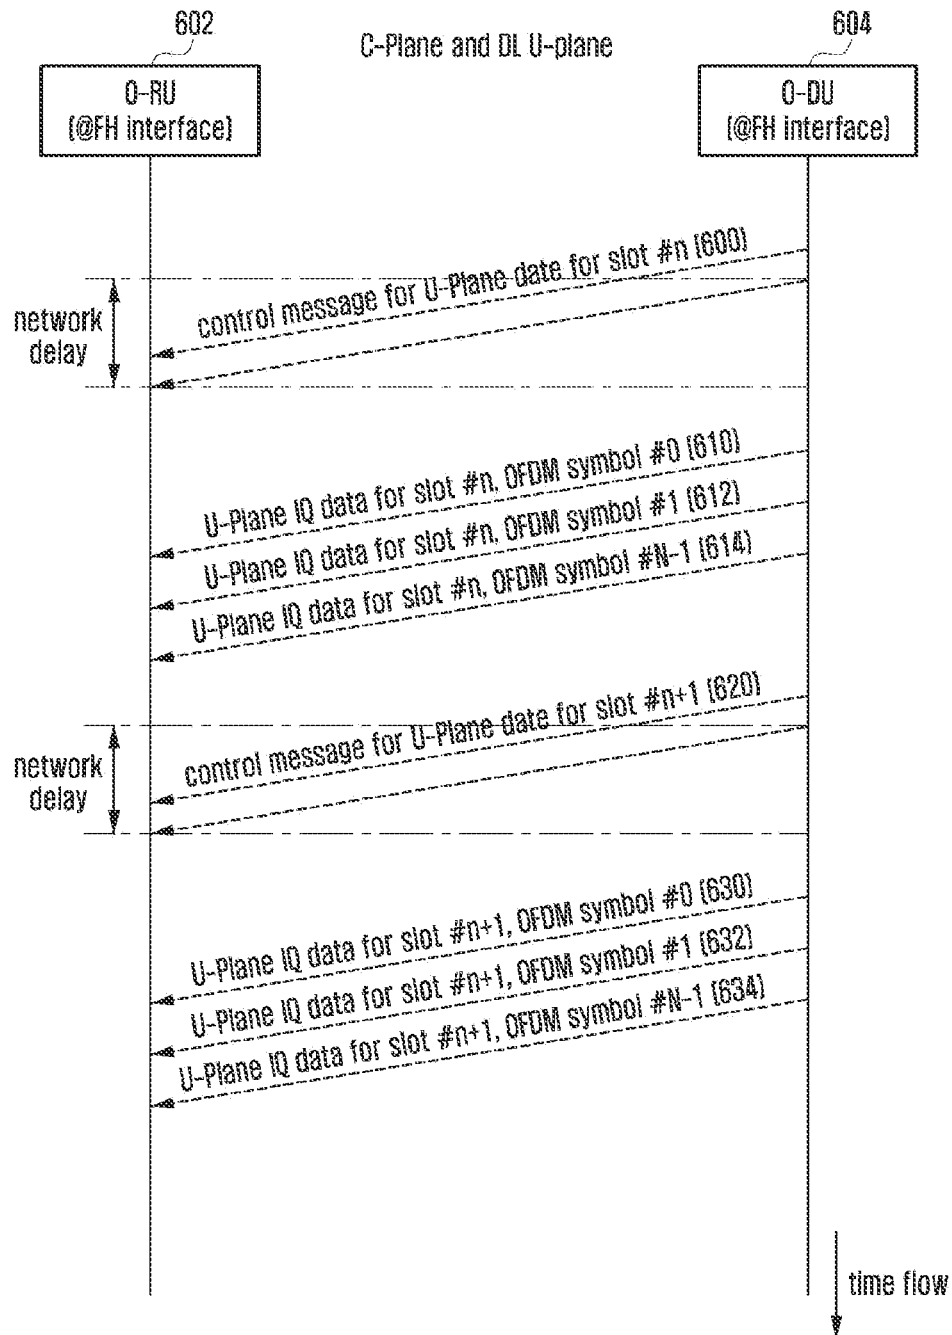 602
C-Plane and DL U-plane
604
O-RU
(@FH interface)
O-DU
(@FH interface)
control message for U-Plane date for slot #n (600)
network
delay
U-Plane IQ data for slot #n, OFDM symbol #0 (610)
U-Plane IQ data for slot #n, OFDM symbol #1 (612)
U-Plane IQ data for slot #n, OFDM symbol #N-1 (614)
control message for U-Plane date for slot #n+1 (620)
network
delay
U-Plane IQ data for slot #n+1, OFDM symbol #0 (630)
U-Plane IQ data for slot #n+1, OFDM symbol #1 (632)
U-Plane IQ data for slot #n+1, OFDM symbol #N-1 (634)
time flow